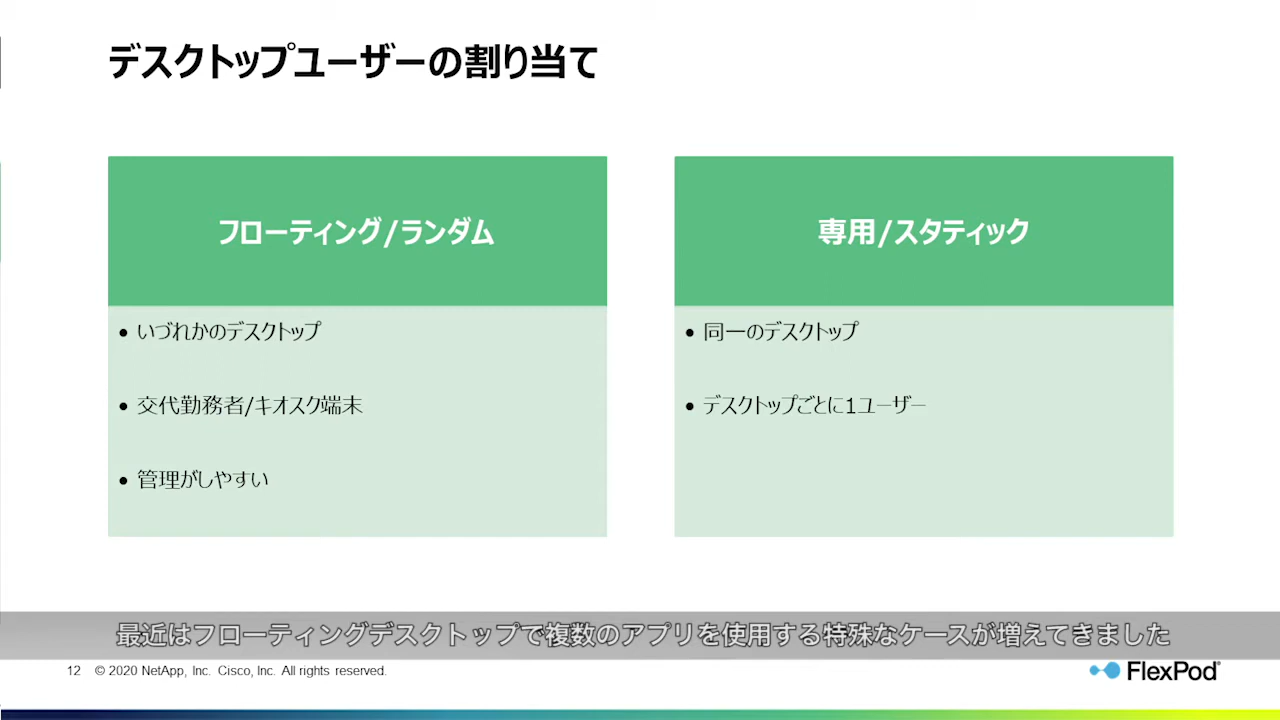 デスクトップユーザーの割り当て
フローティング/ランダム
• いづれかのデスクトップ
• 交代勤務者/キオスク端末
• 管理がしやすい
専用/スタティック
• 同一のデスクトップ
• デスクトップごとに1ユーザー
最近はフローティングデスクトップで複数のアプリを使用する特殊なケースが増えてきました
12 © 2020 NetApp, Inc. Cisco, Inc. All rights reserved.
FlexPod®